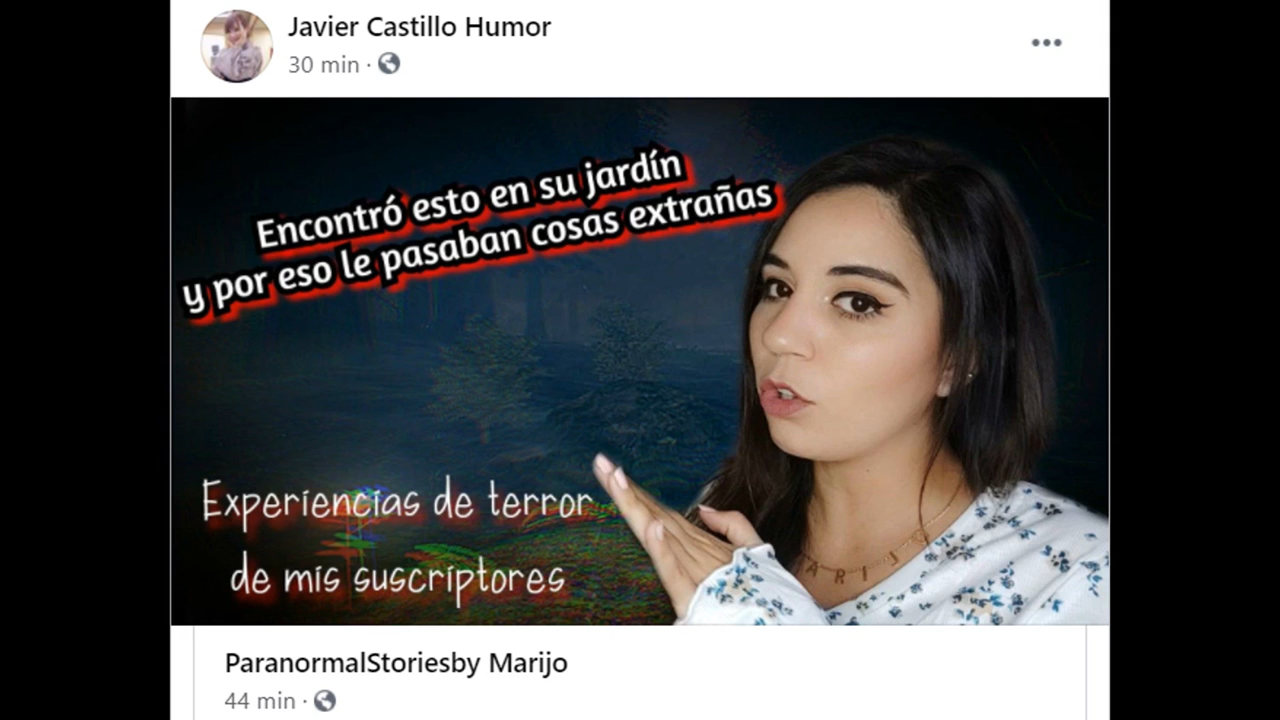 Javier Castillo Humor
30 min ·
Encontró esto en su jardín
y por eso le pasaban cosas extrañas
Experiencias de terror
de mis suscriptores
ARIJ
ParanormalStoriesby Marijo
44 min ·